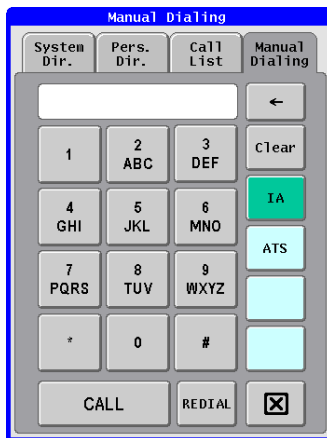 Manual Dialing
System Dir.
Pers. Dir.
Call List
Manual Dialing
←
1
2
ABC
3
DEF
Clear
4
GHI
5
JKL
6
MNO
IA
7
PQRS
8
TUV
9
WXYZ
ATS
*
0
#
CALL
REDIAL